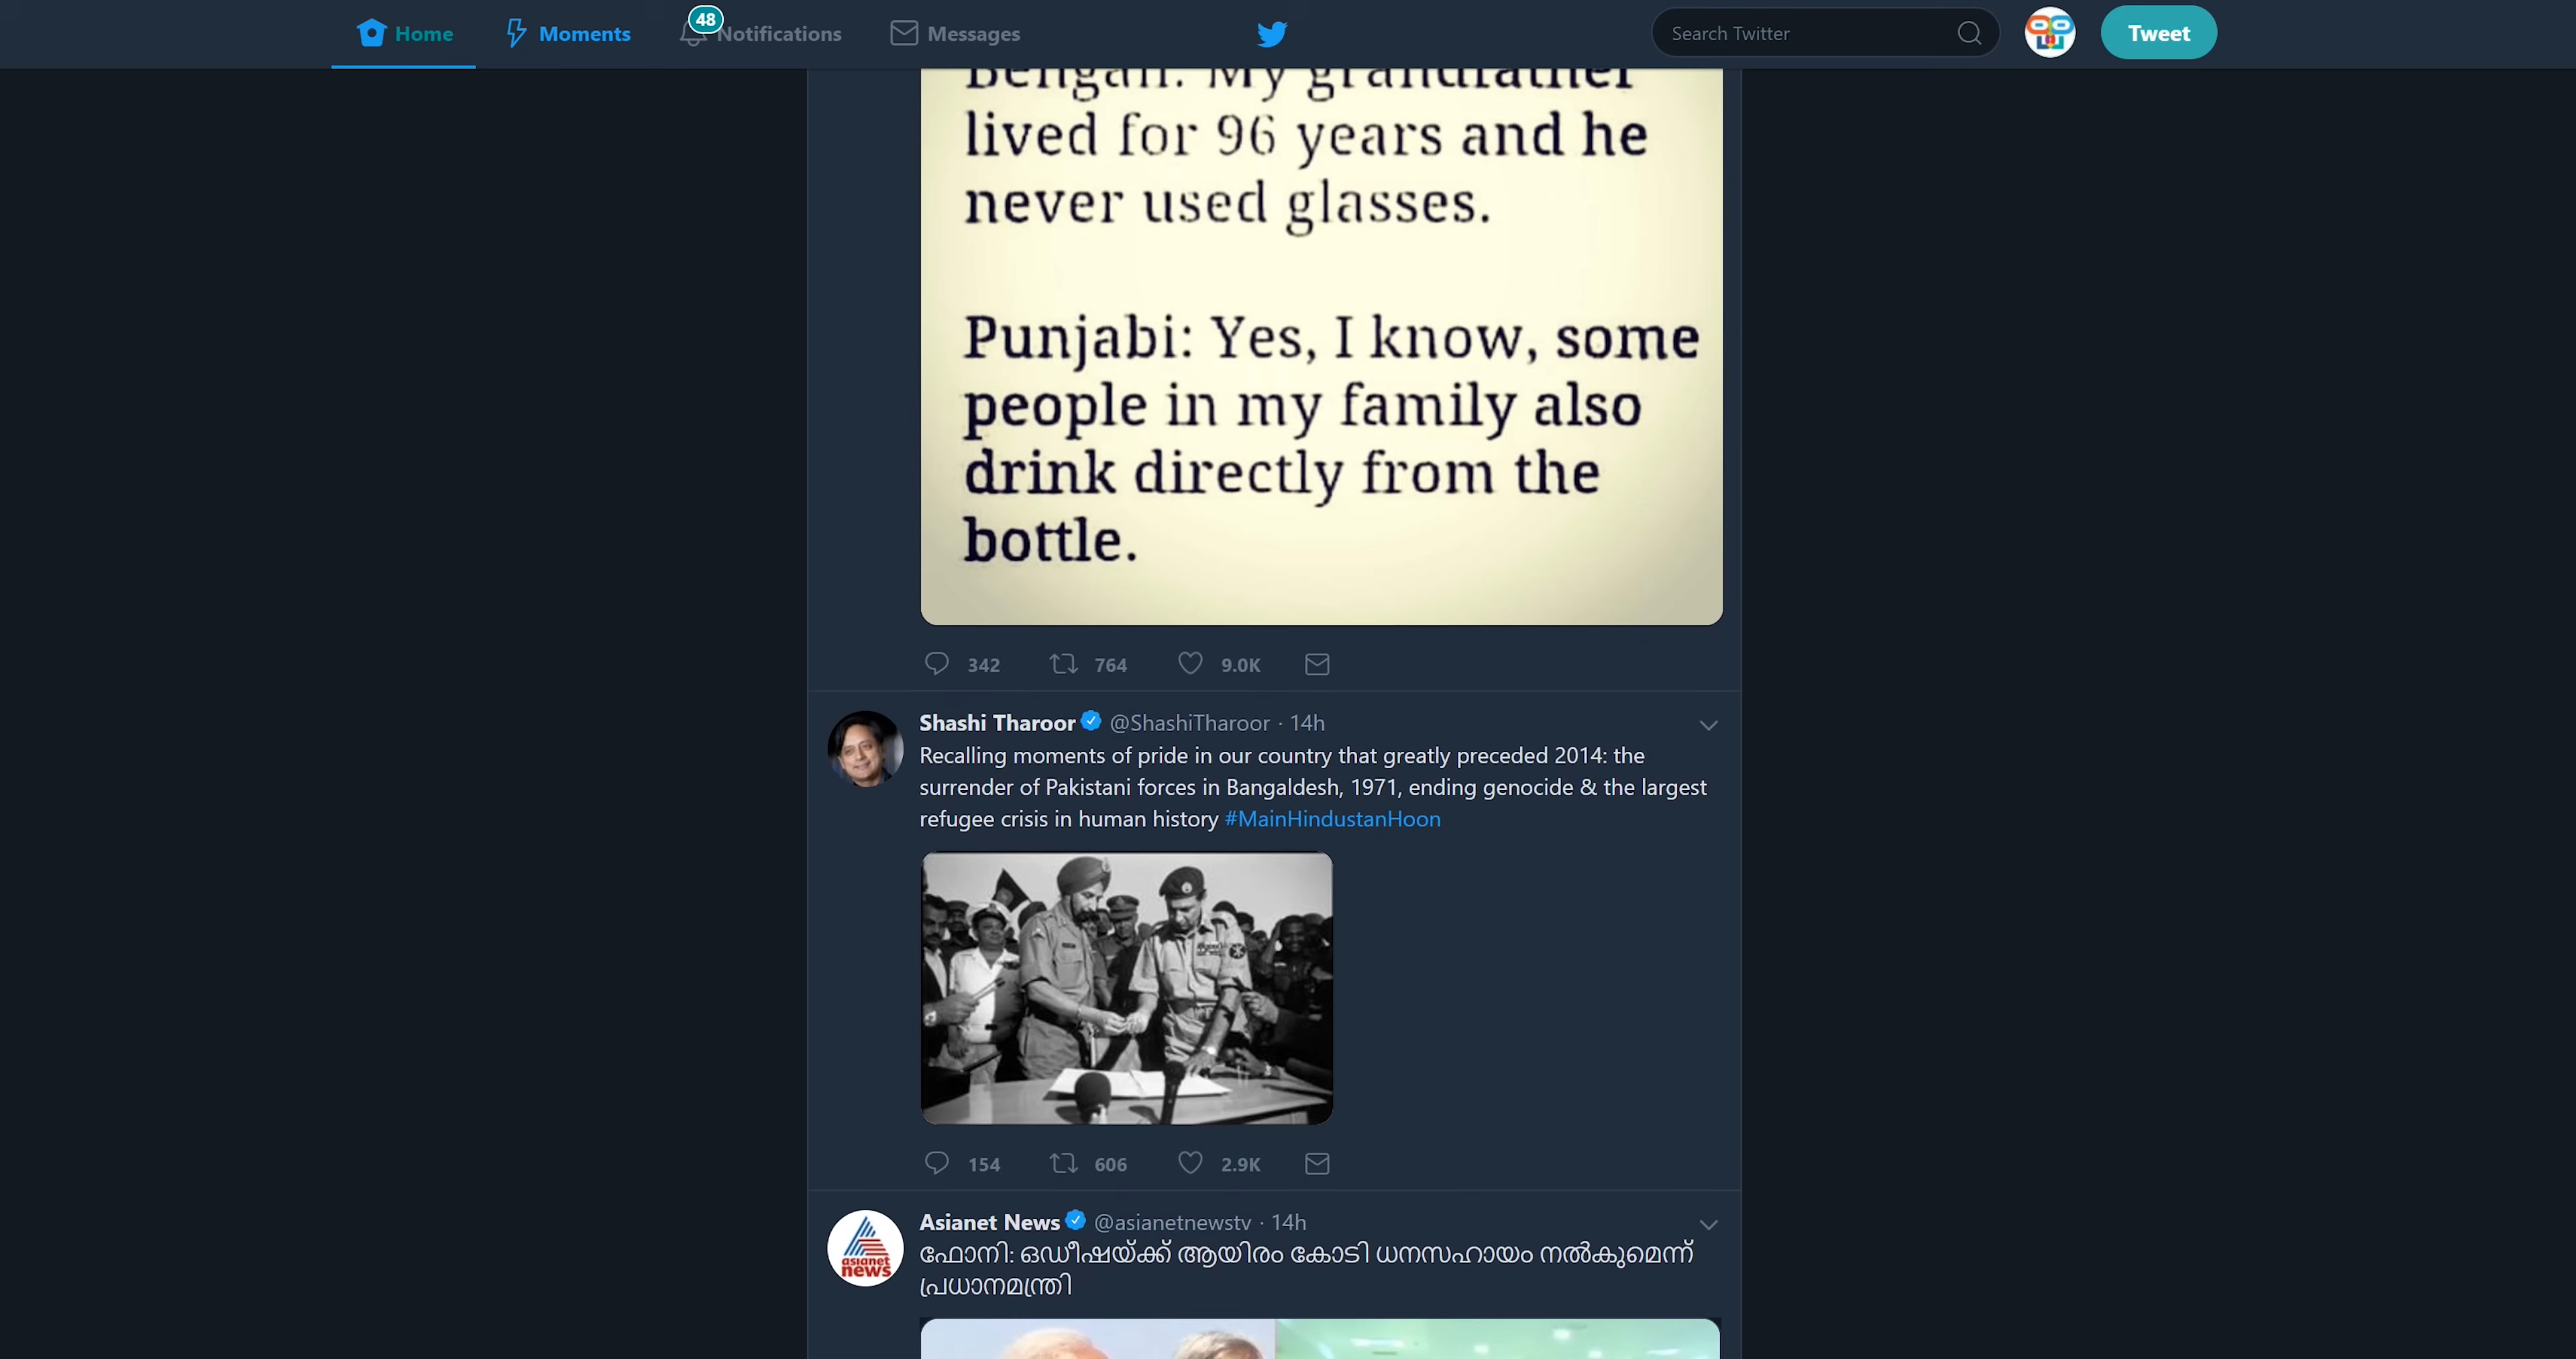 Home
Moments
48
Notifications
Messages
Search Twitter
Tweet
Bengali: My grandfather
lived for 96 years and he
never used glasses.
Punjabi: Yes, I know, some
people in my family also
drink directly from the
bottle.
342 764 9.0K
Shashi Tharoor @ShashiTharoor · 14h
Recalling moments of pride in our country that greatly preceded 2014: the
surrender of Pakistani forces in Bangaldesh, 1971, ending genocide & the largest
refugee crisis in human history #MainHindustanHoon
154 606 2.9K
Asianet News @asianetnewstv · 14h
asianet
news
ഫോനി: ഒഡീഷയ്ക്ക് ആയിരം കോടി ധനസഹായം നൽകുമെന്ന്
പ്രധാനമന്ത്രി